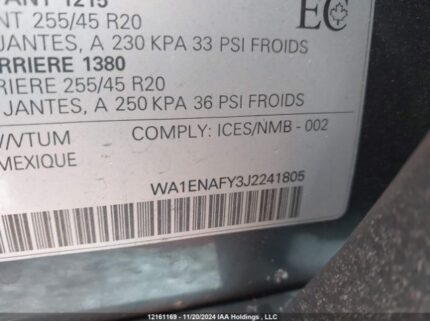 ANT 1215
NT 255/45 R20
JANTES, A 230 KPA 33 PSI FROIDS
RRIERE 1380
RIERE 255/45 R20
JANTES, A 250 KPA 36 PSI FROIDS
EC
/VTUM
COMPLY: ICES/NMB - 002
MEXIQUE
WA1ENAFY3J2241805
12161169 - 11/20/2024 IAA Holdings , LLC